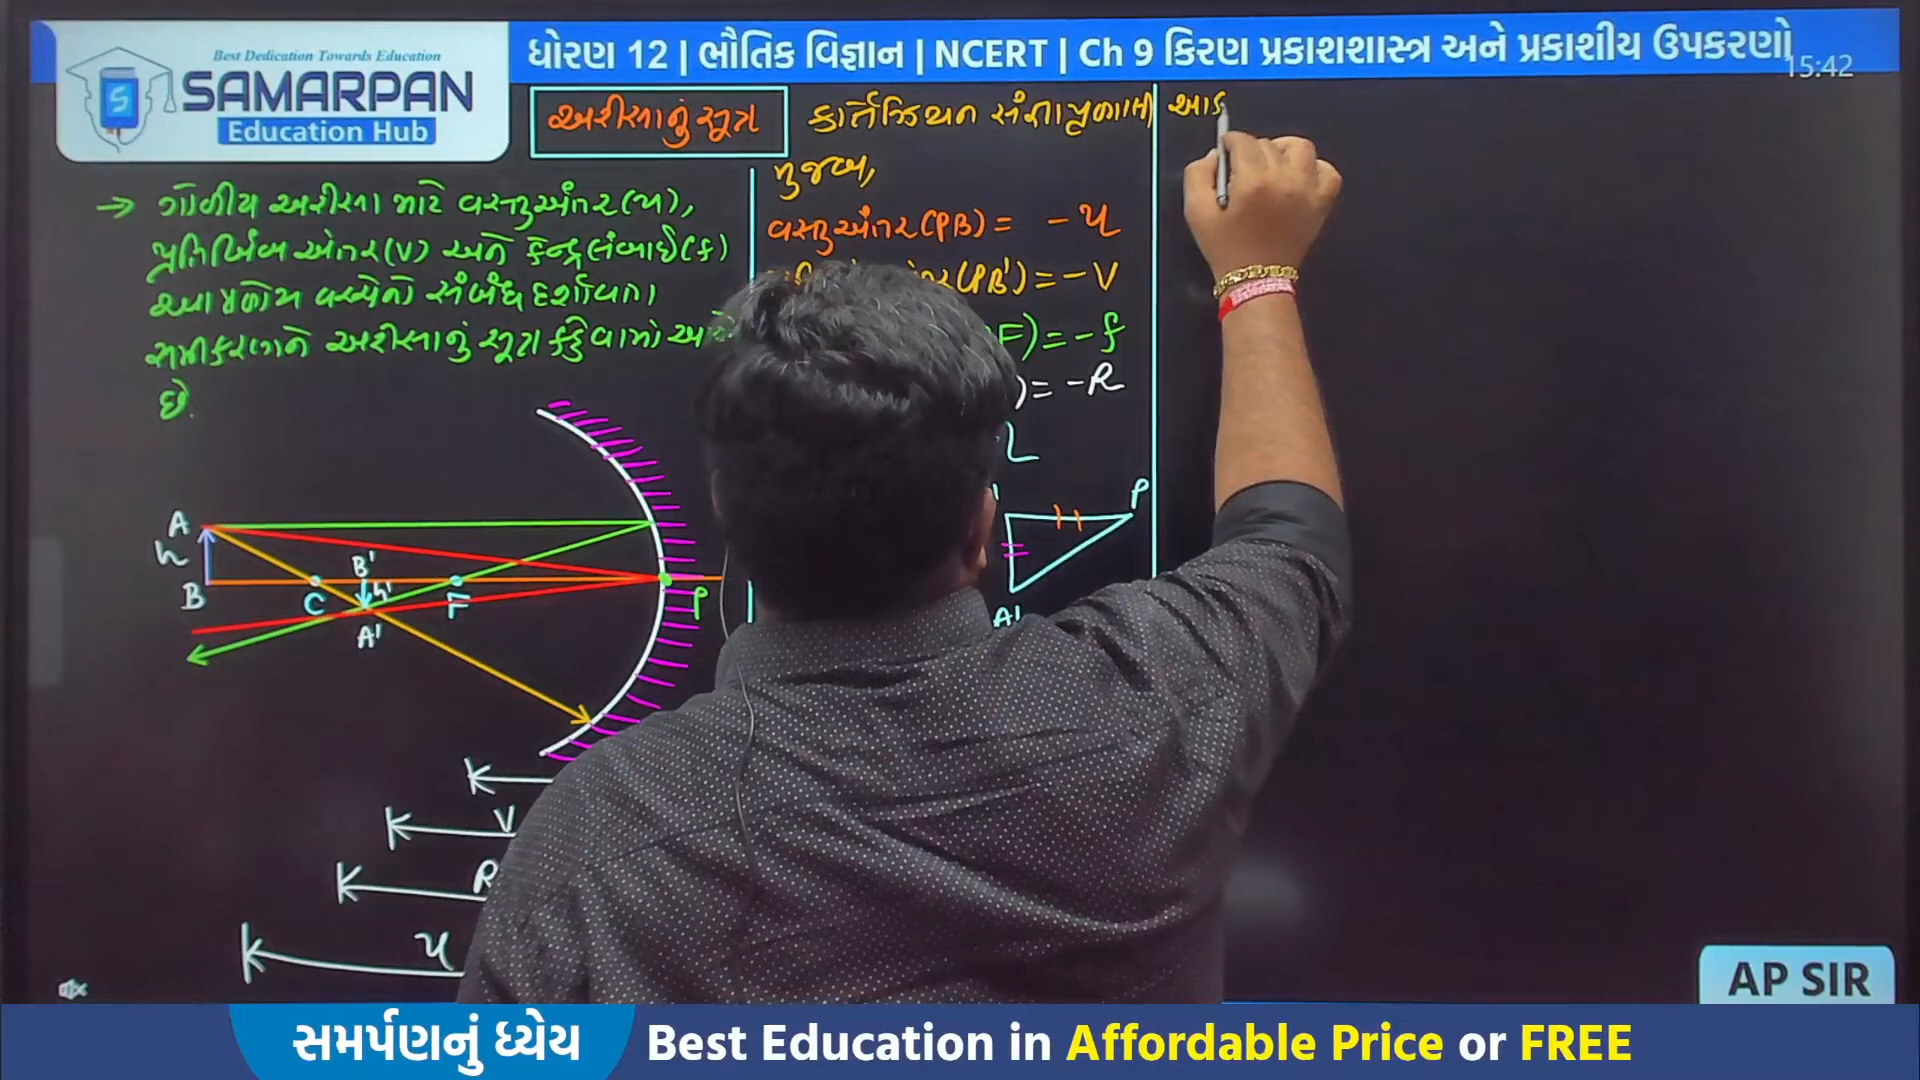 Best Dedication Towards Education
SAMARPAN
Education Hub
S
ધોરણ 12 | ભૌતિક વિજ્ઞાન | NCERT | Ch 9 કિરણ પ્રકાશશાસ્ત્ર અને પ્રકાશીય ઉપકરણો
15:42
અરીસાનું સૂત્ર
→ ગોળીય અરીસા માટે વસ્તુઅંતર(u),
પ્રતિબિંબ અંતર(v) અને કેન્દ્રલંબાઈ(f)
આ ત્રણેય વચ્ચેનો સંબંધ દર્શાવતા
સમીકરણને અરીસાનું સૂત્ર કહેવામાં
છે.
A
h
B
C
B'
h'
A'
F
P
V
R
u
કાર્તેઝિયન સંજ્ઞાપ્રણાલી
મુજબ,
વસ્તુઅંતર(PB) = -u
(PB') = -V
F) = -f
) = -R
P
A'
આકૃ
AP SIR
સમર્પણનું ધ્યેય
Best Education in Affordable Price or FREE